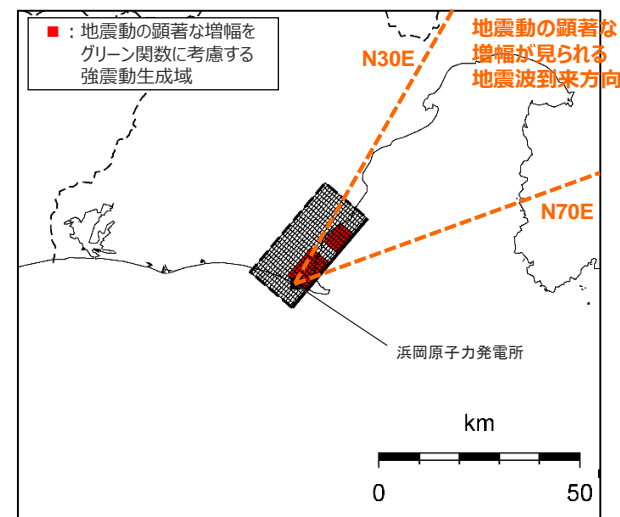 ■：地震動の顕著な増幅を
グリーン関数に考慮する
強震動生成域
地震動の顕著な
増幅が見られる
地震波到来方向
N30E
N70E
浜岡原子力発電所
km
0 50